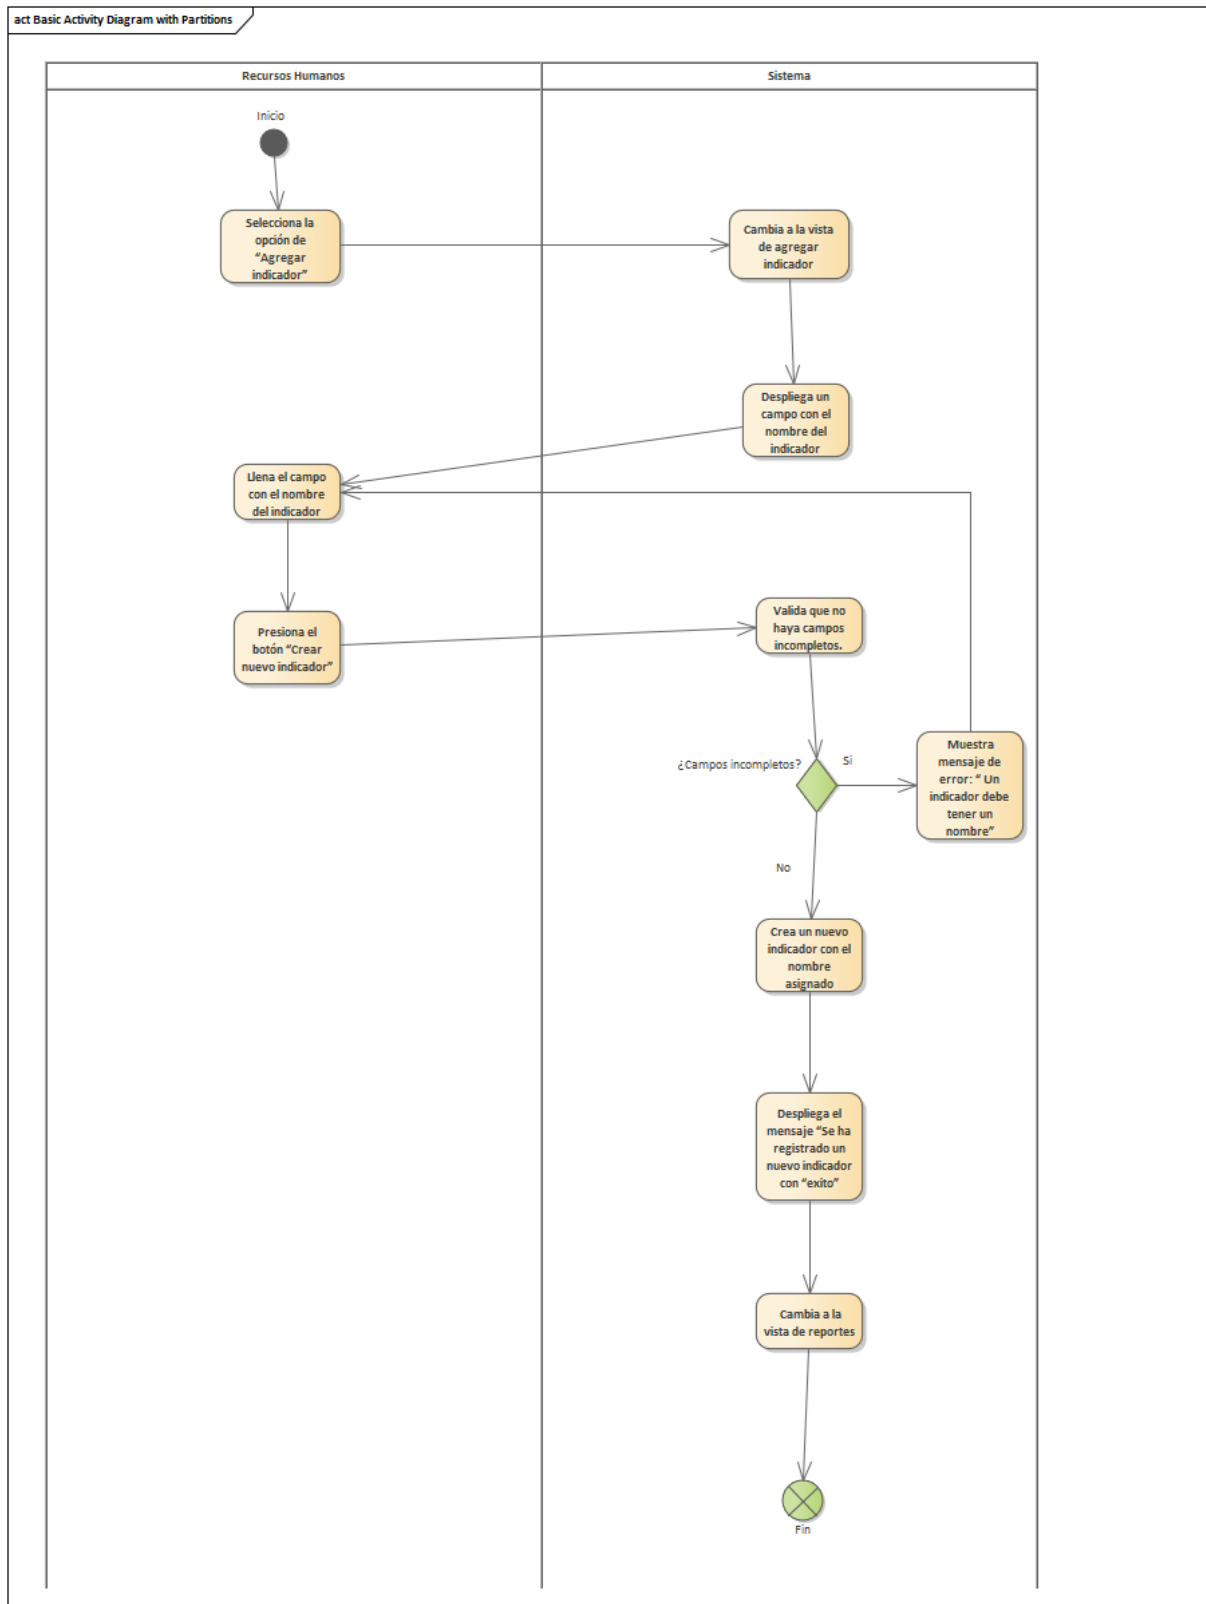 act Basic Activity Diagram with Partitions
Recursos Humanos
Sistema
Inicio
Selecciona la
opción de
“Agregar
indicador”
Cambia a la vista
de agregar
indicador
Despliega un
campo con el
nombre del
indicador
Llena el campo
con el nombre
del indicador
Presiona el
botón “Crear
nuevo indicador”
Valida que no
haya campos
incompletos.
¿Campos incompletos?
Si
Muestra
mensaje de
error: “ Un
indicador debe
tener un
nombre”
No
Crea un nuevo
indicador con el
nombre
asignado
Despliega el
mensaje “Se ha
registrado un
nuevo indicador
con “exito”
Cambia a la
vista de reportes
Fin